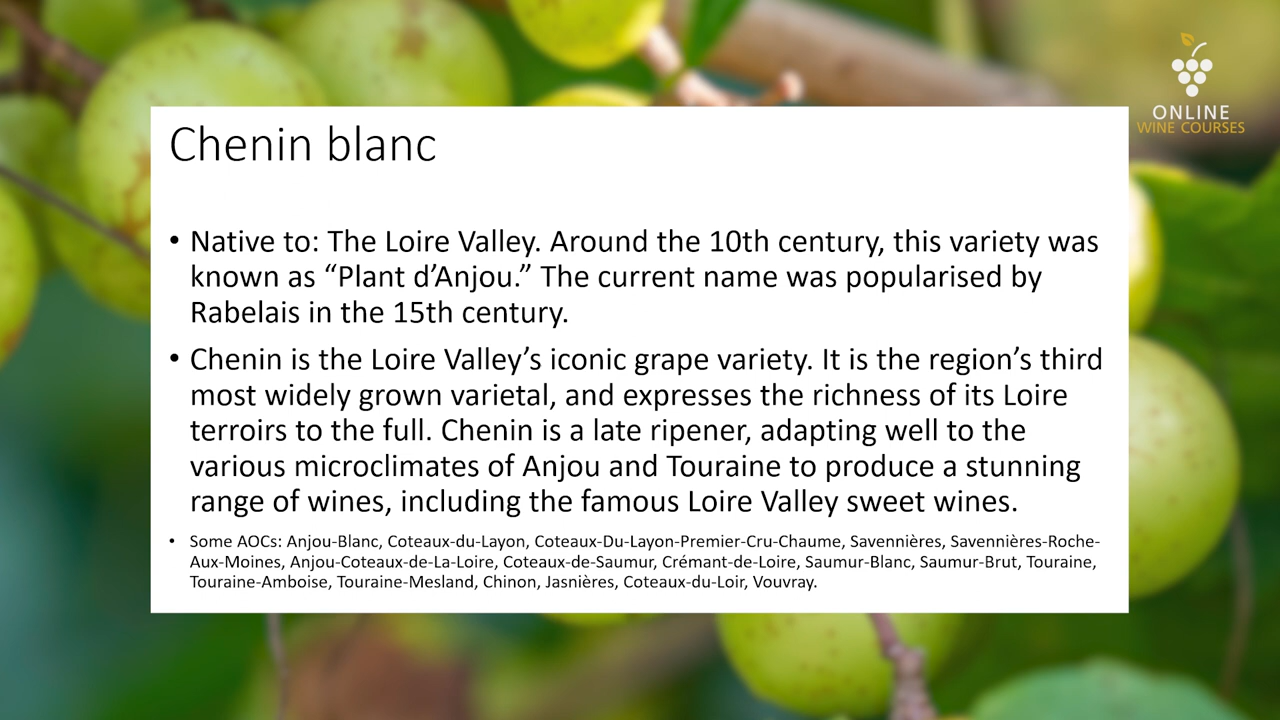 ONLINE
WINE COURSES
Chenin blanc
• Native to: The Loire Valley. Around the 10th century, this variety was
known as “Plant d’Anjou.” The current name was popularised by
Rabelais in the 15th century.
• Chenin is the Loire Valley’s iconic grape variety. It is the region’s third
most widely grown varietal, and expresses the richness of its Loire
terroirs to the full. Chenin is a late ripener, adapting well to the
various microclimates of Anjou and Touraine to produce a stunning
range of wines, including the famous Loire Valley sweet wines.
• Some AOCs: Anjou-Blanc, Coteaux-du-Layon, Coteaux-Du-Layon-Premier-Cru-Chaume, Savennières, Savennières-Roche-
Aux-Moines, Anjou-Coteaux-de-La-Loire, Coteaux-de-Saumur, Crémant-de-Loire, Saumur-Blanc, Saumur-Brut, Touraine,
Touraine-Amboise, Touraine-Mesland, Chinon, Jasnières, Coteaux-du-Loir, Vouvray.